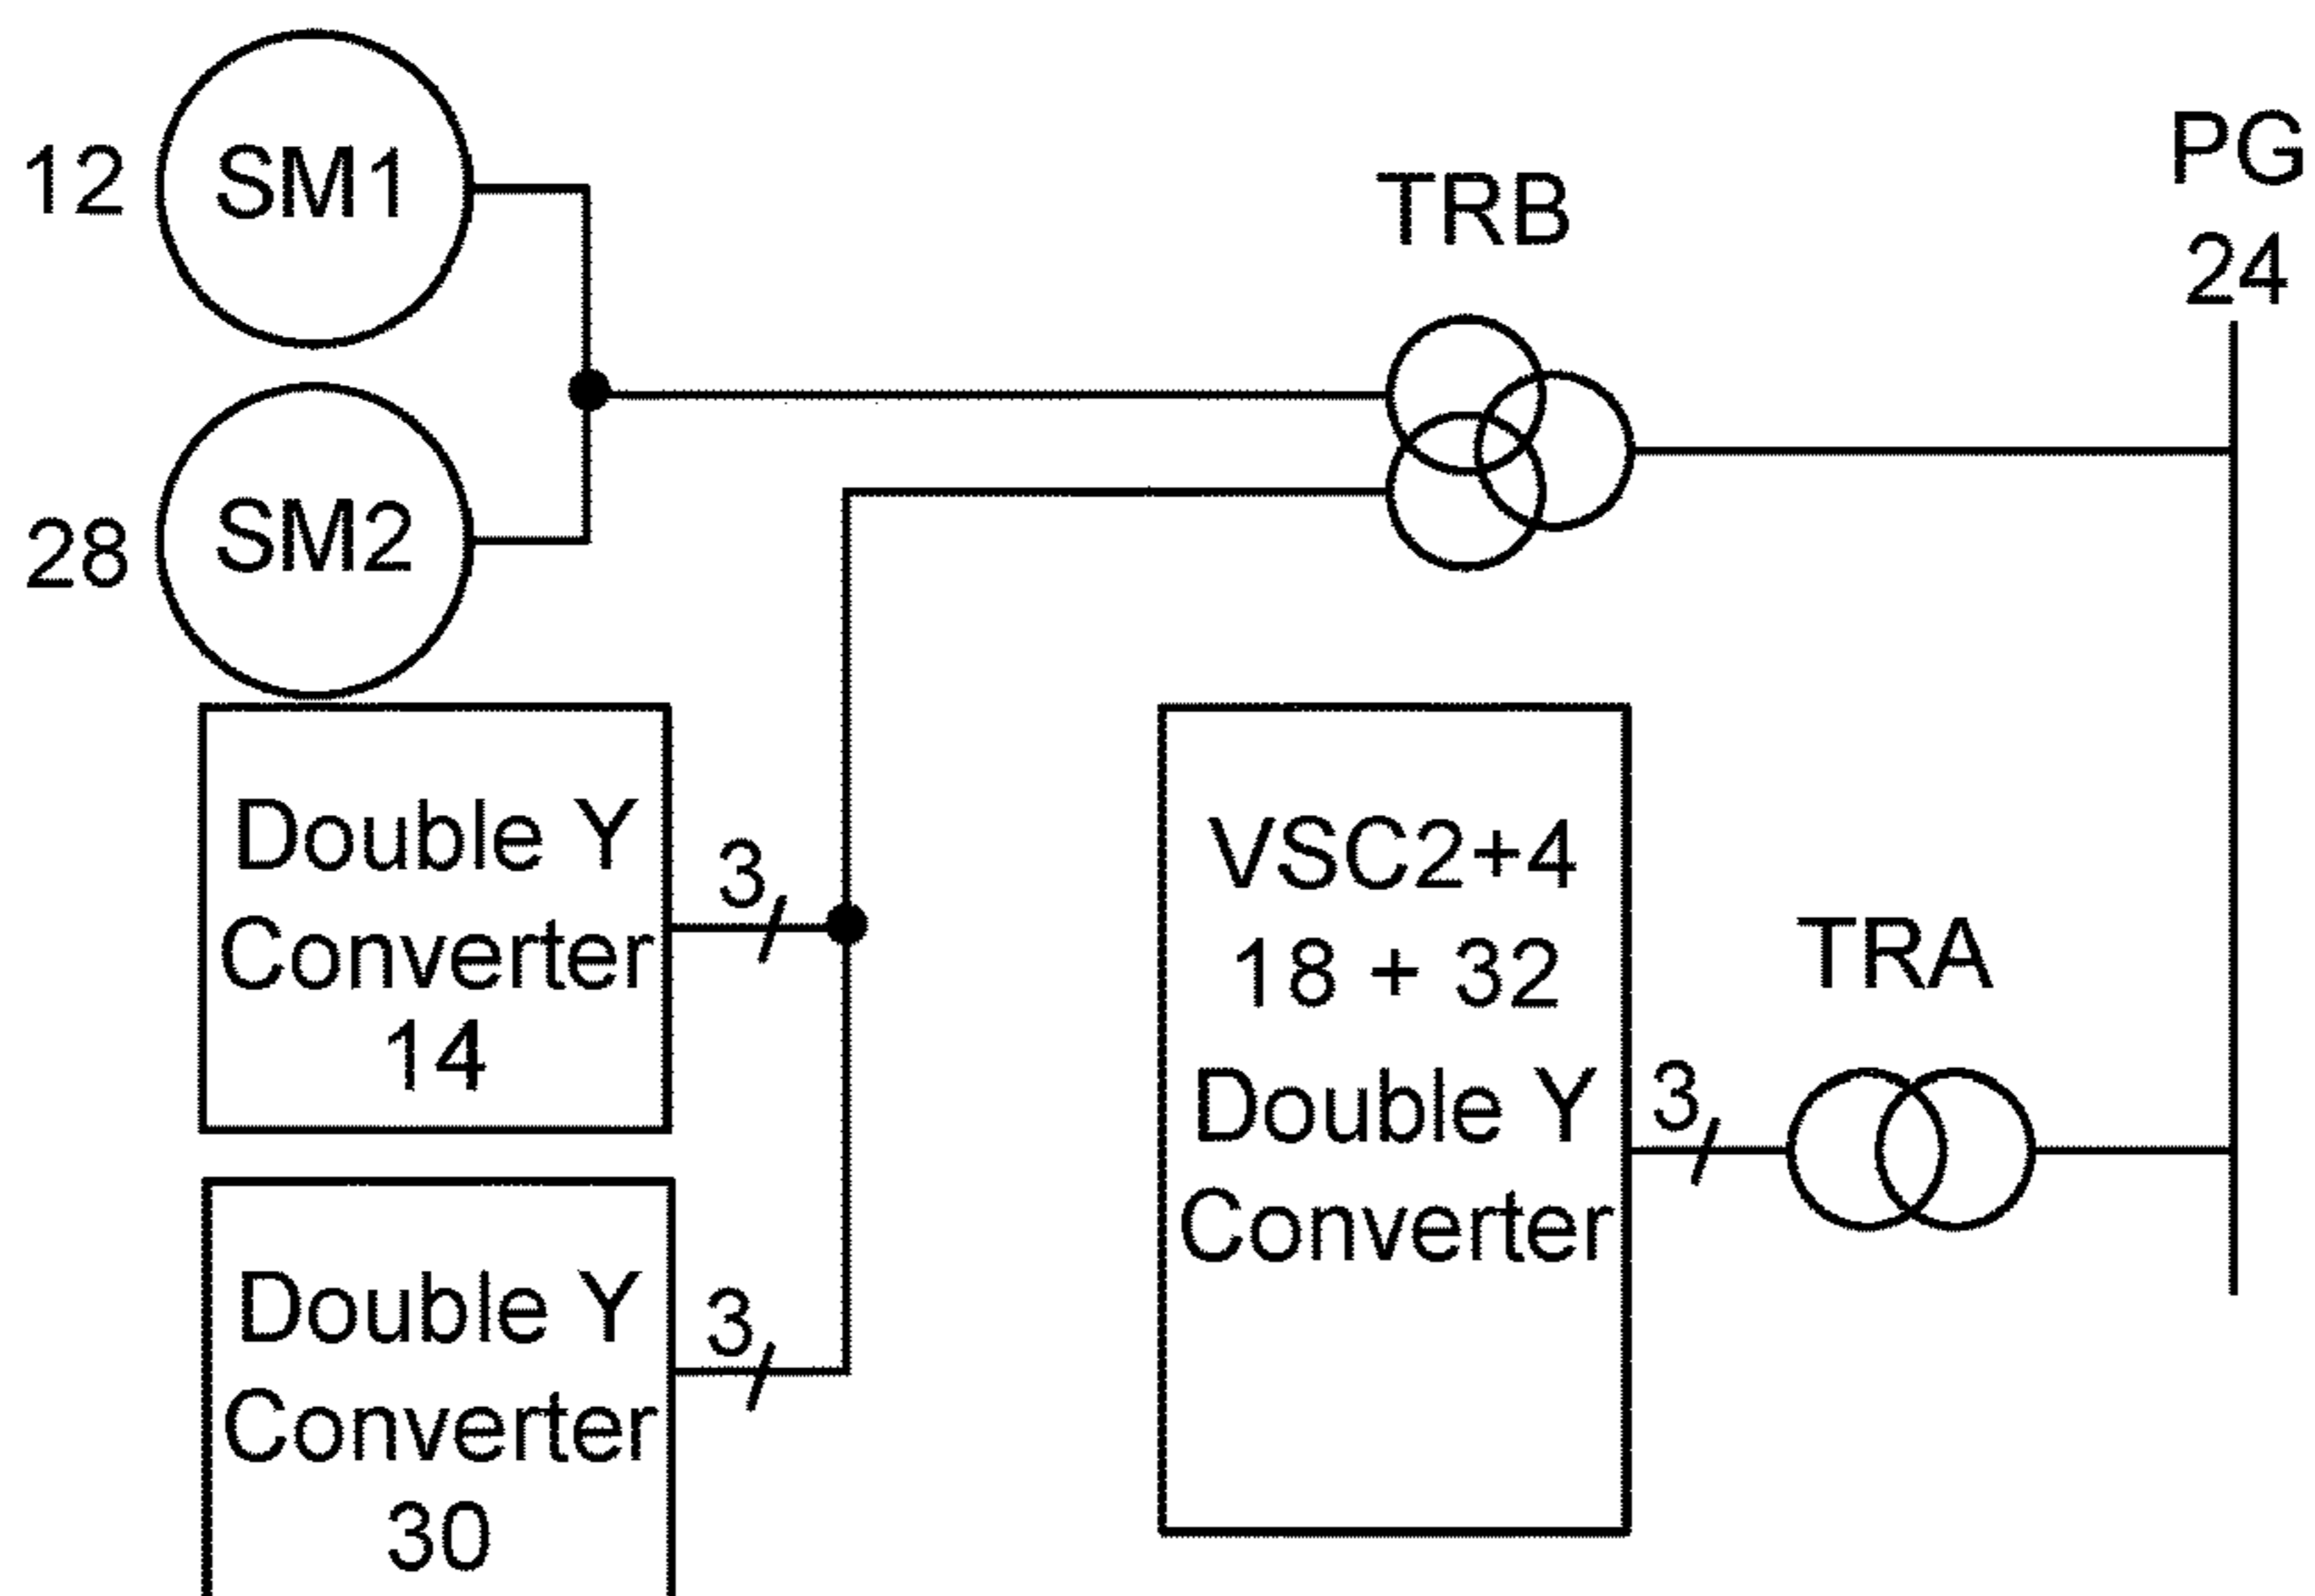 12
SM1
28
SM2
TRB
PG
24
Double Y
Converter
14
3
Double Y
Converter
30
3
VSC2+4
18 + 32
Double Y
Converter
3
TRA